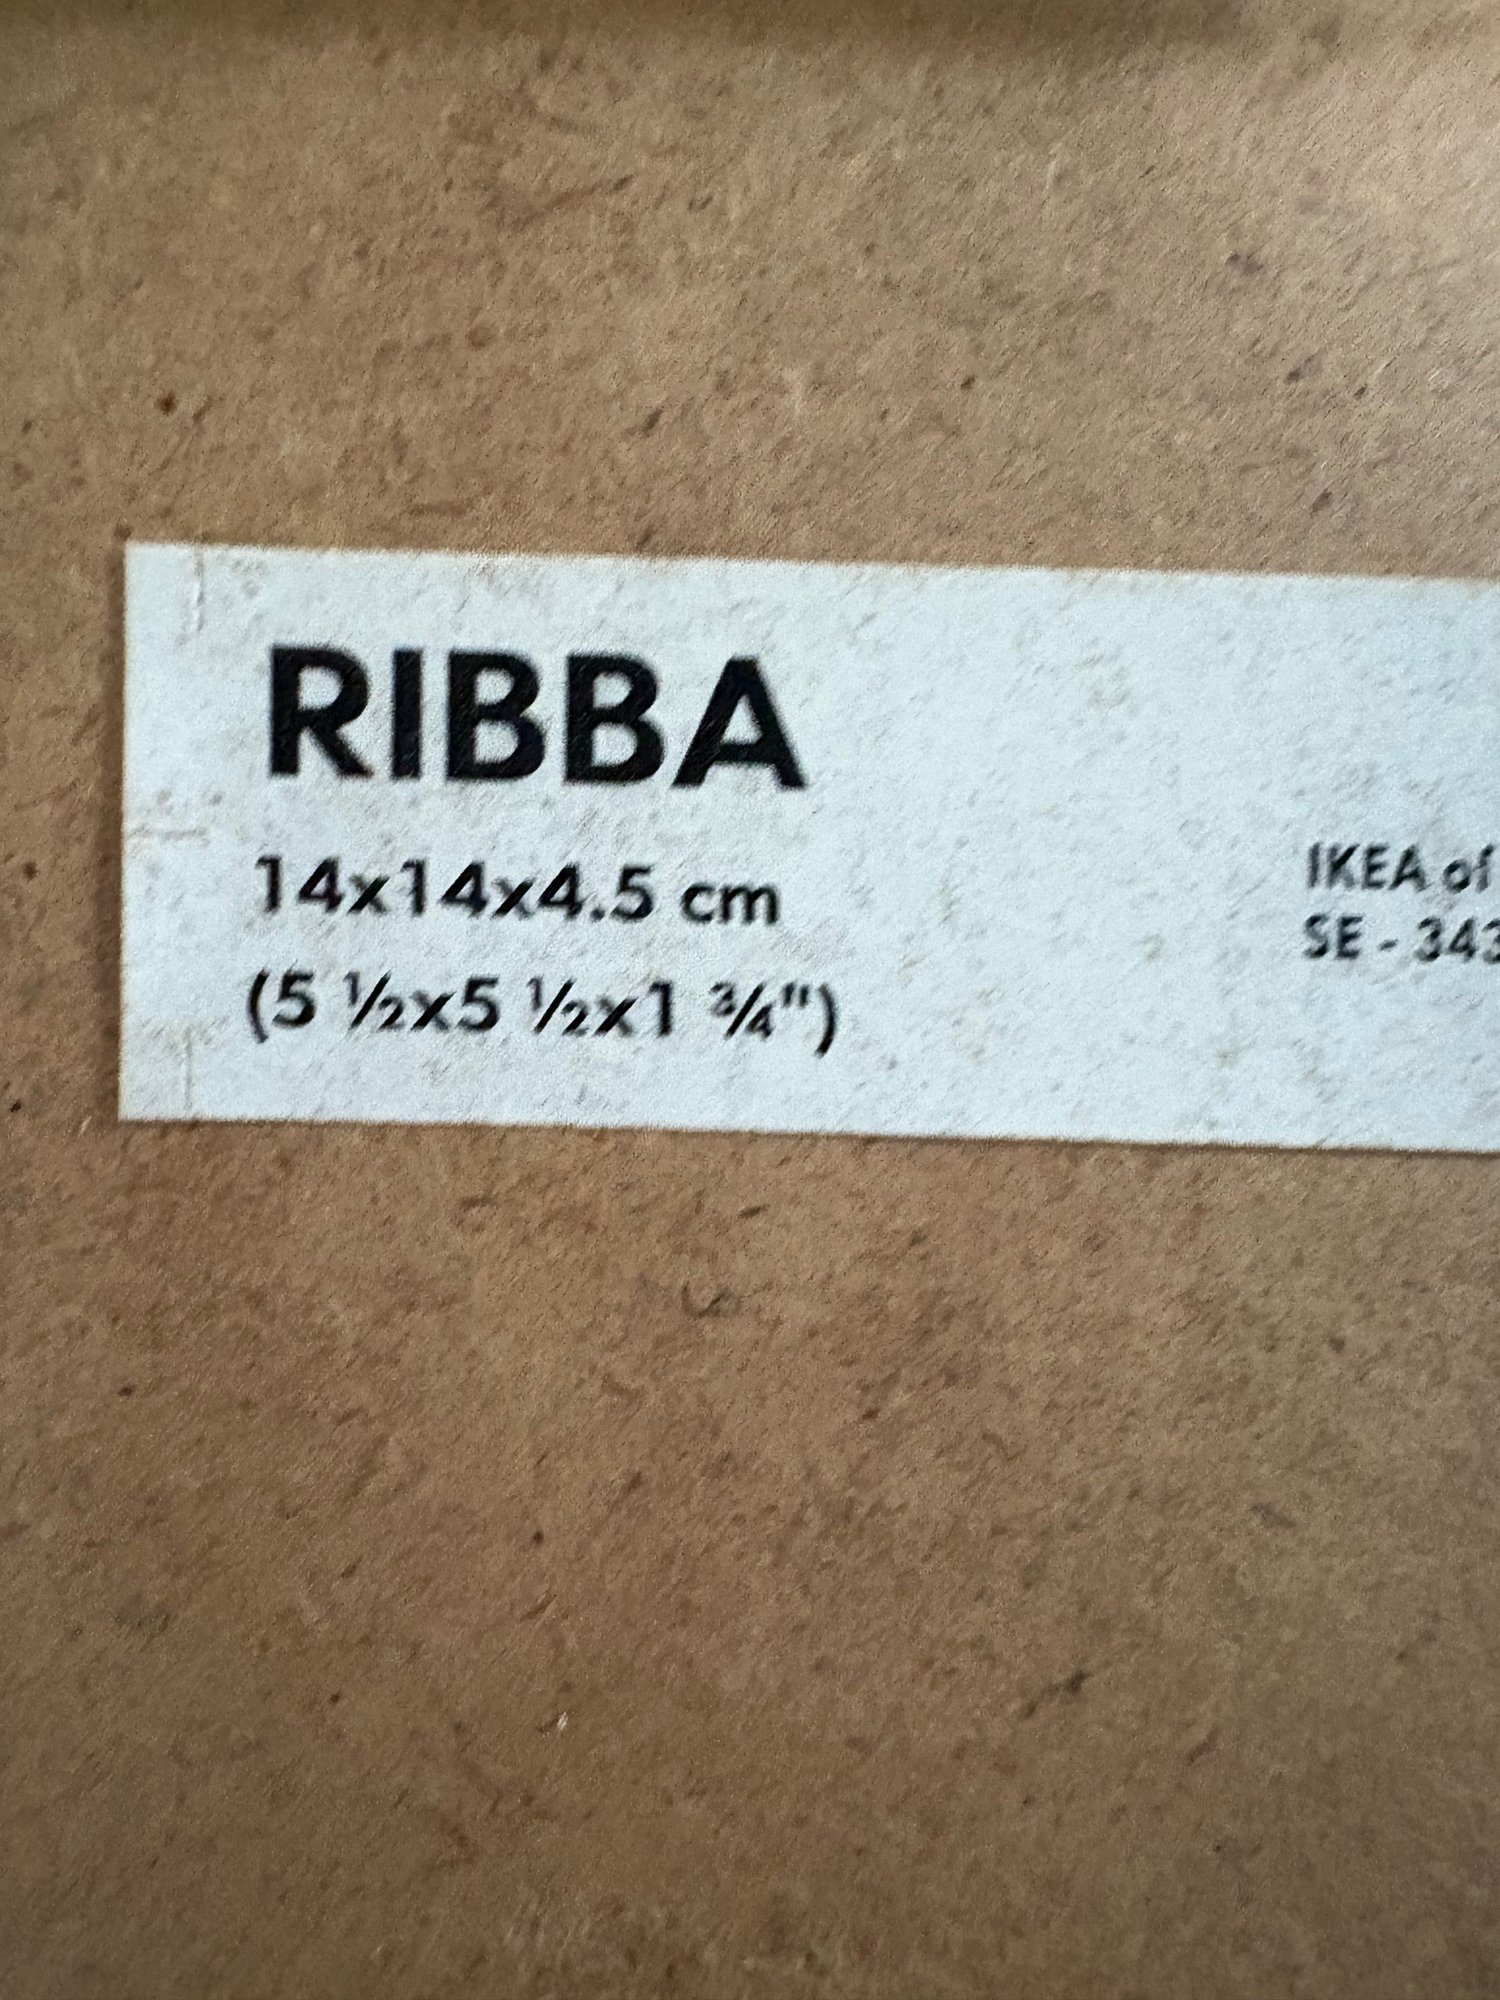 RIBBA
14x14x4.5 cm
(5 ½x5 ½x1 ¾")
IKEA of
SE - 343